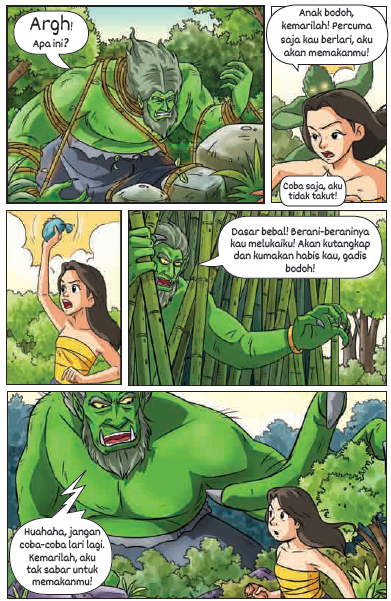 Argh!
Apa ini?
Anak bodoh,
kemarilah! Percuma
saja kau berlari, aku
akan memakanmu!
Coba saja, aku
tidak takut!
Dasar bebal! Berani-beraninya
kau melukaiku! Akan kutangkap
dan kumakan habis kau, gadis
bodoh!
Huahaha, jangan
coba-coba lari lagi.
Kemarilah, aku
tak sabar untuk
memakanmu!